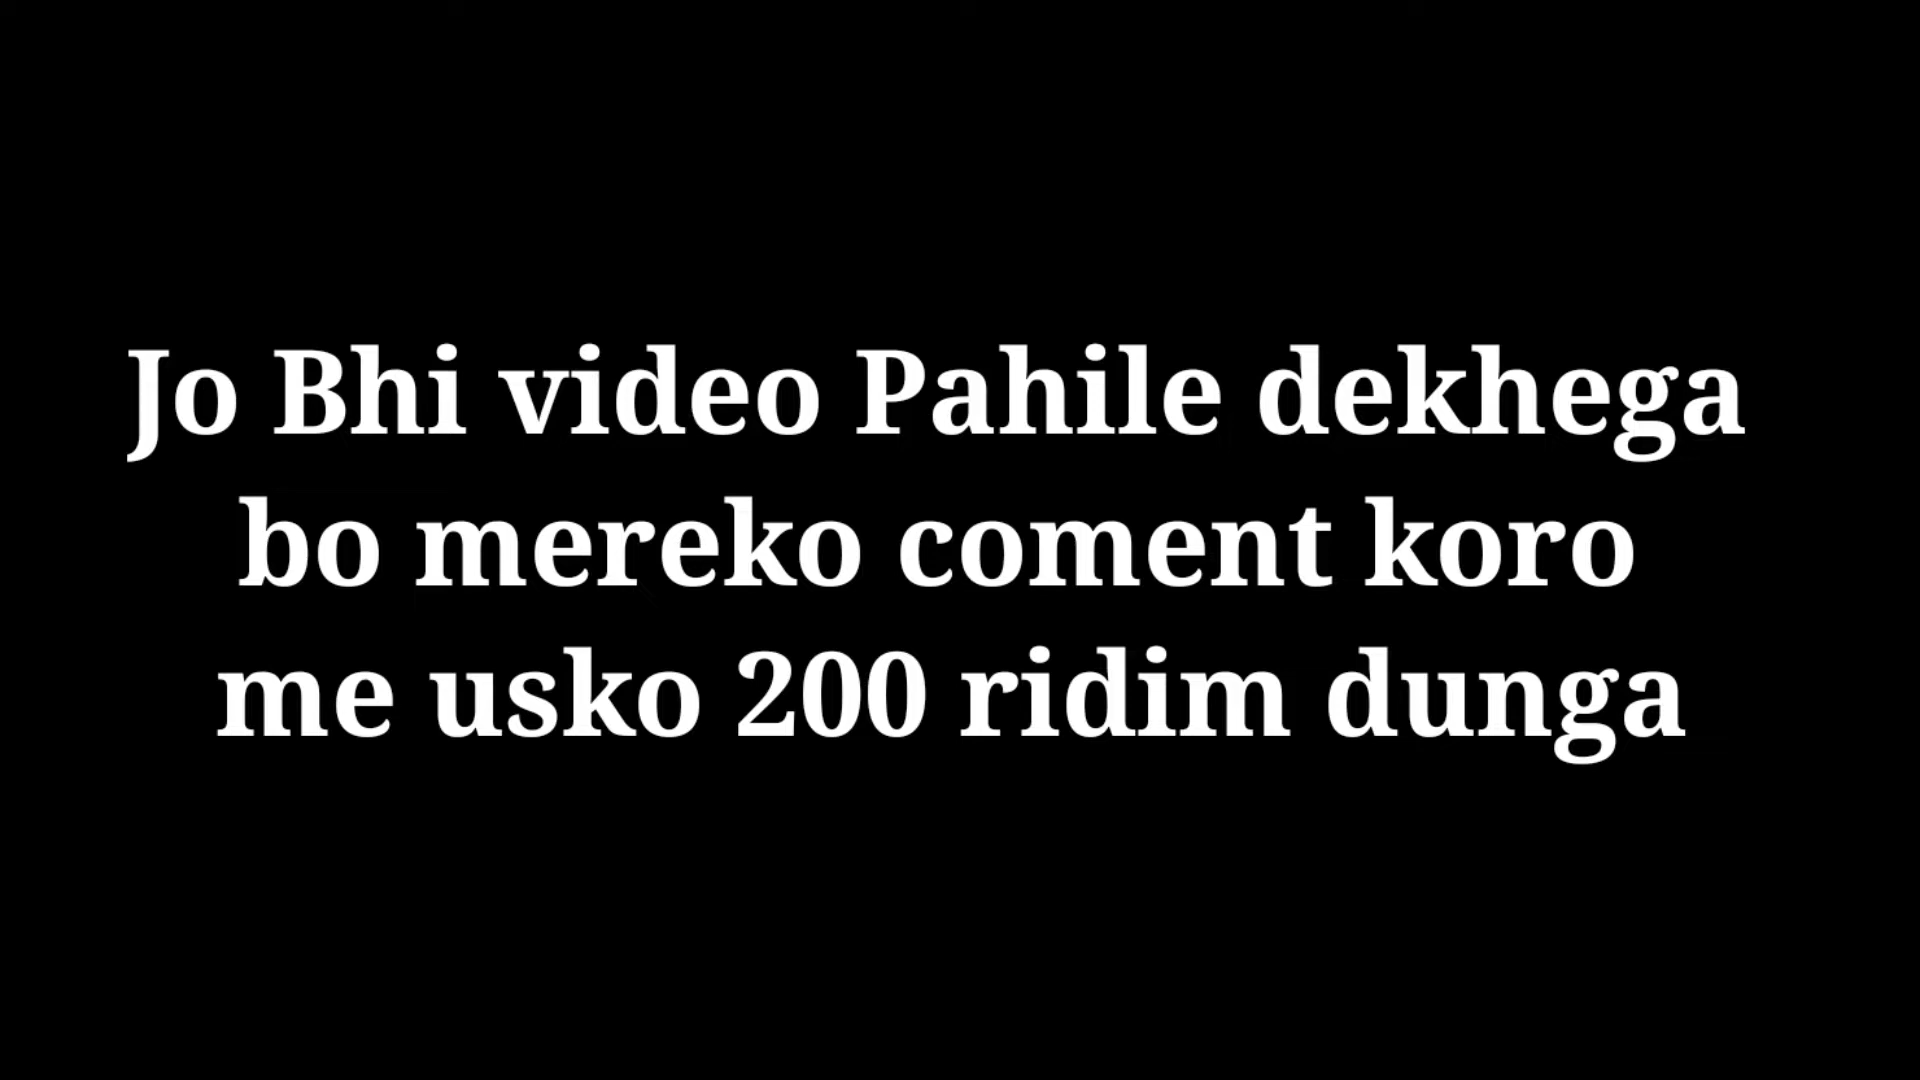 Jo Bhi video Pahile dekhega
bo mereko coment koro
me usko 200 ridim dunga